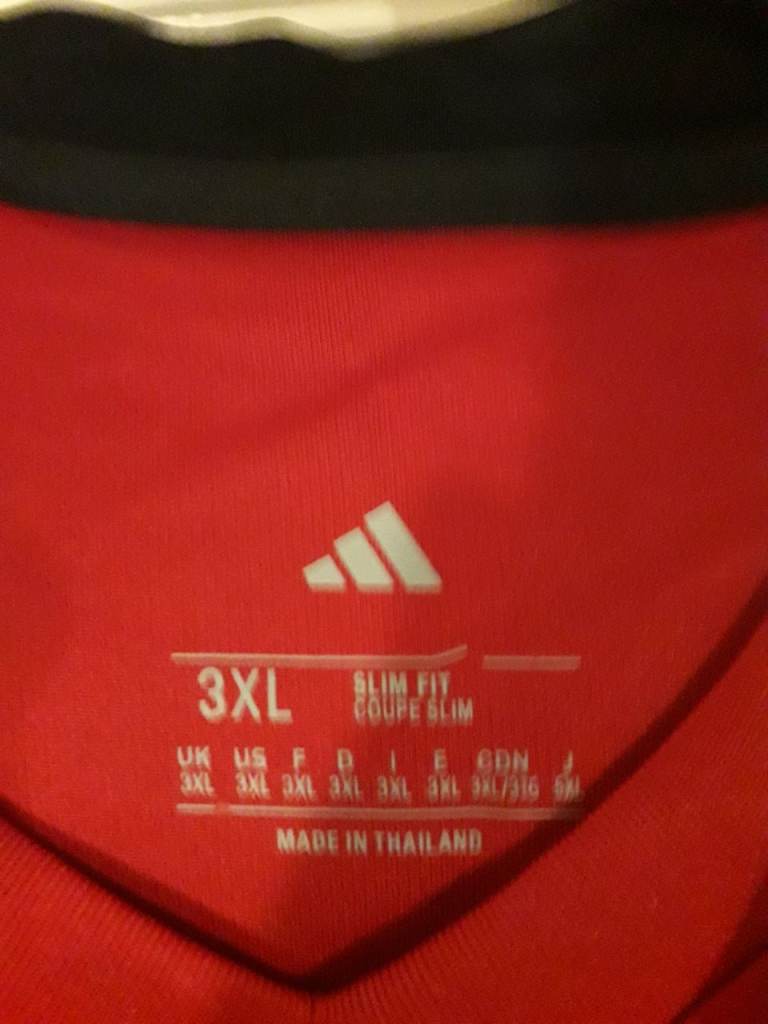 3XL
SLIM FIT
COUPE SLIM
UK US F D I E CDN J
3XL 3XL 3XL 3XL 3XL 3XL 3XL/3TG 5XL
MADE IN THAILAND